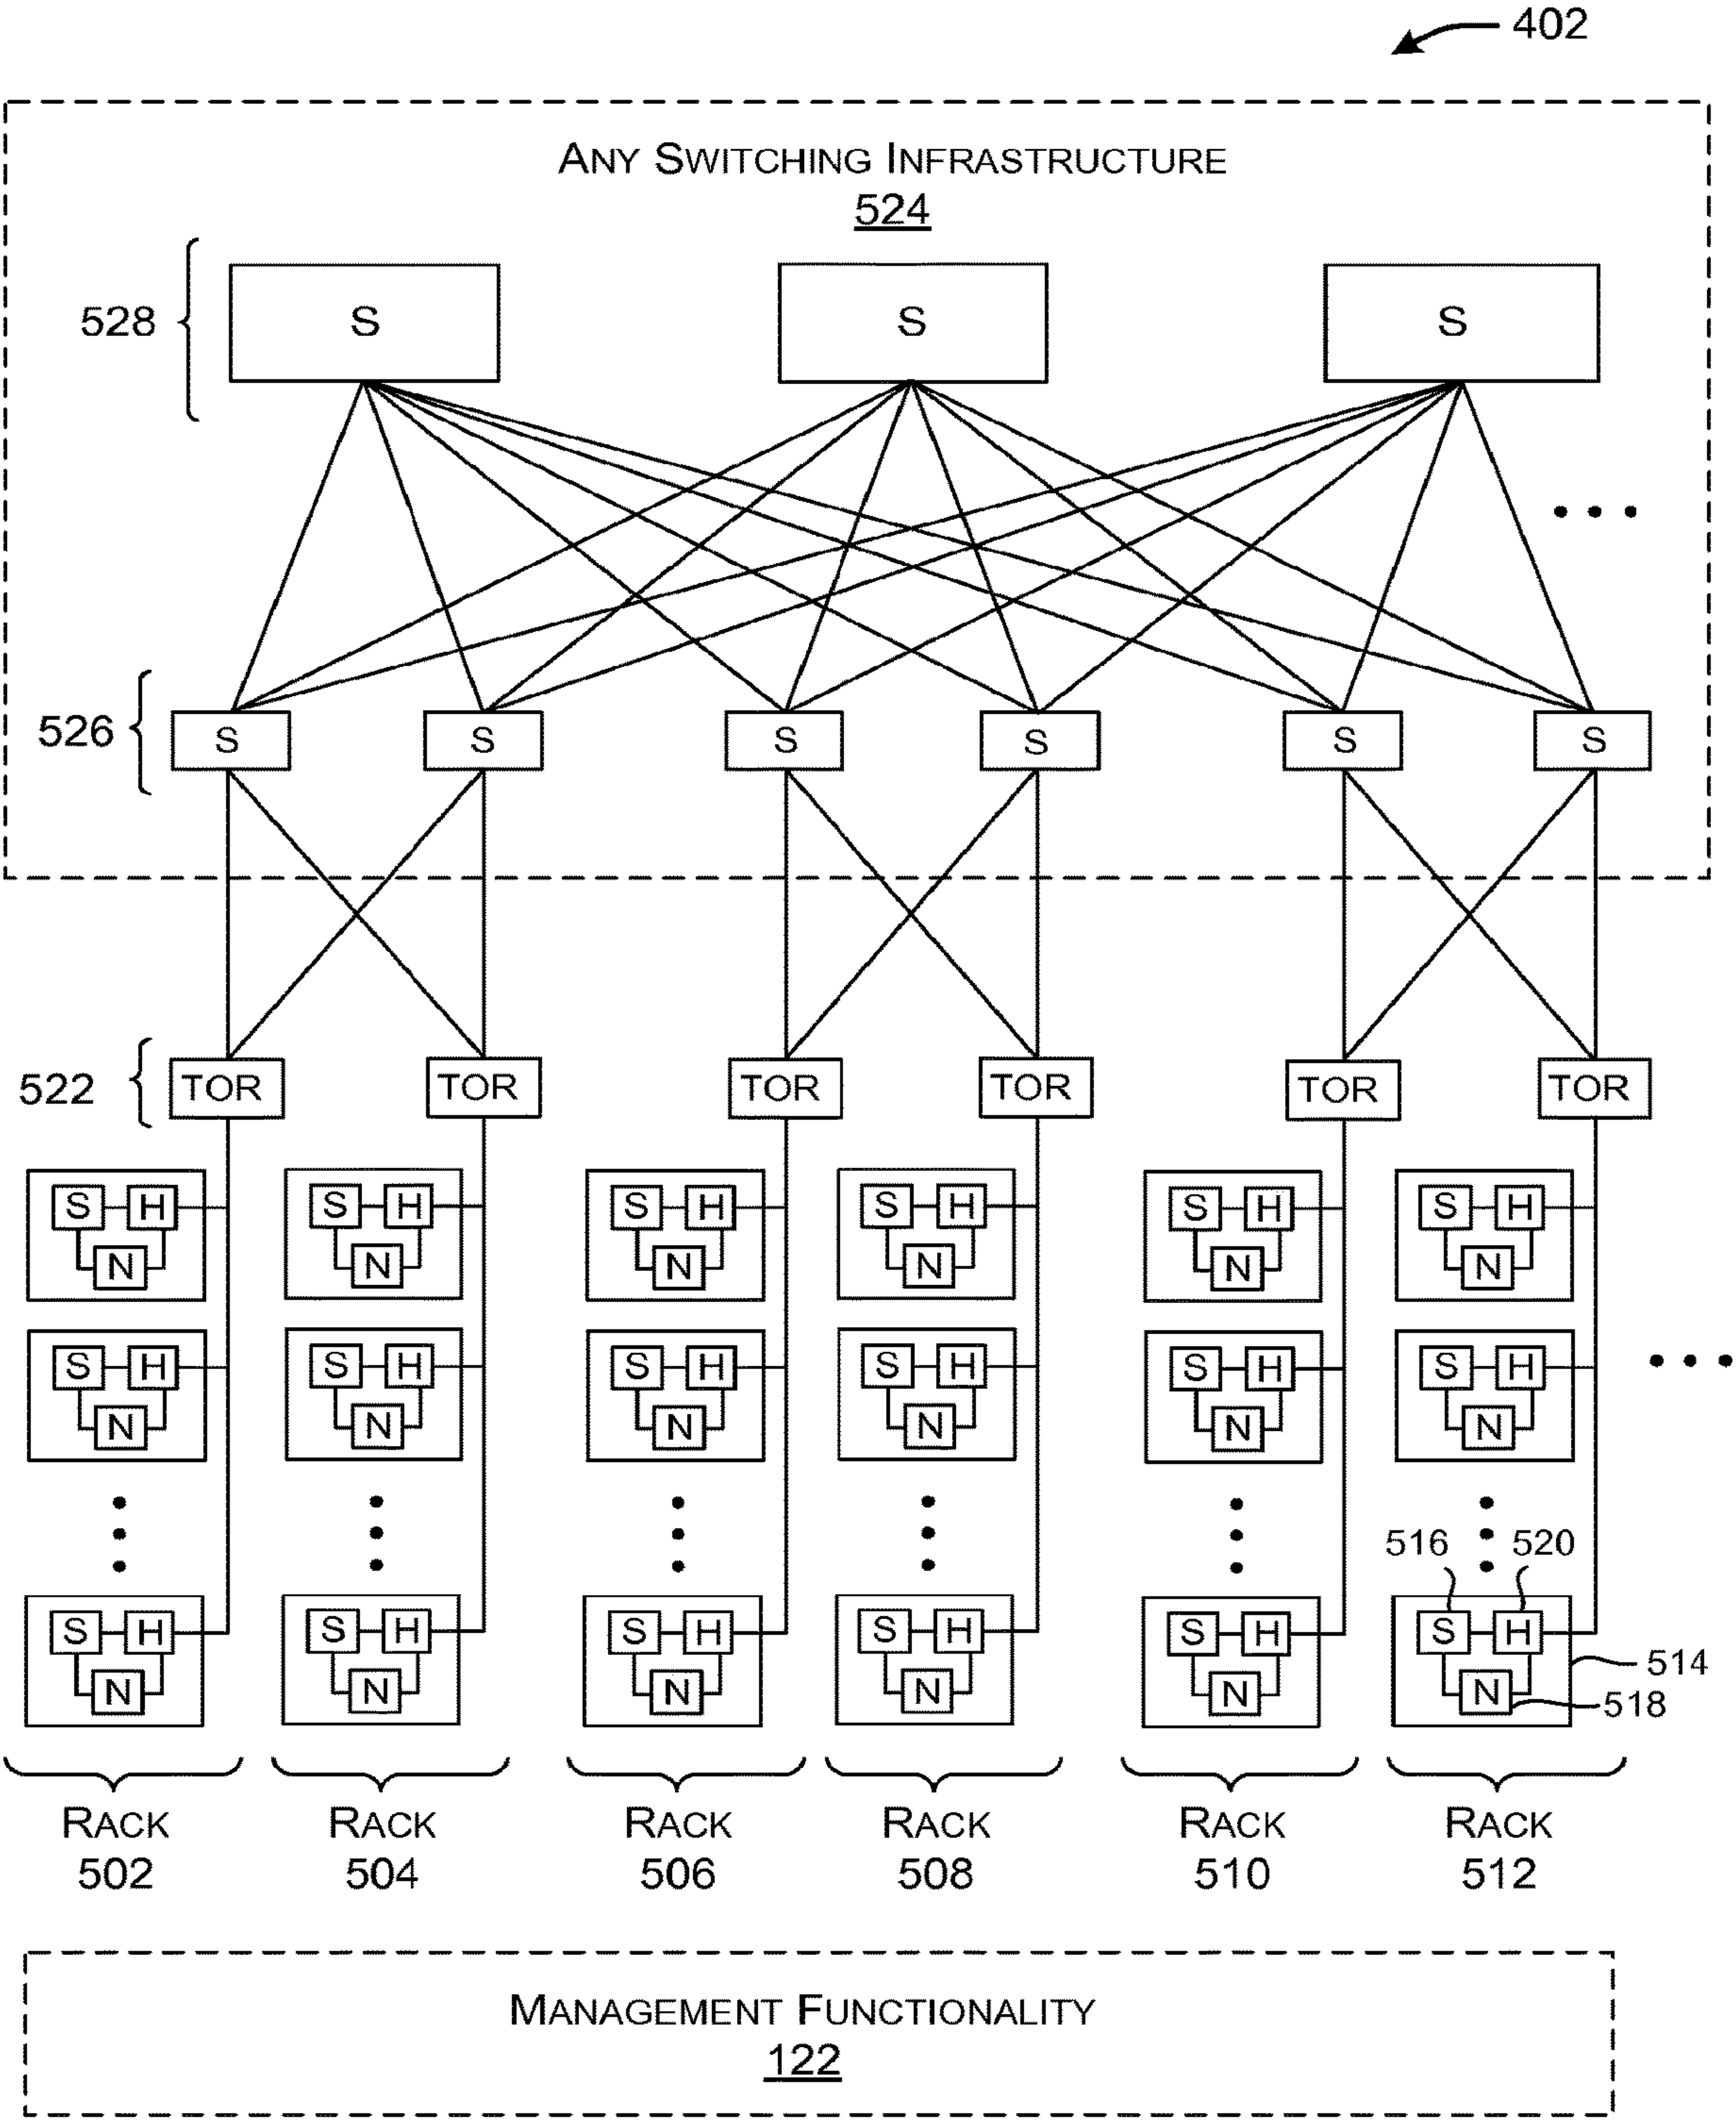 402
ANY SWITCHING INFRASTRUCTURE
524
528
S S S
526
S S S S S S
522
TOR TOR TOR TOR TOR TOR
S H S H S H S H S H S H
N N N N N N
S H S H S H S H S H S H
N N N N N N
516 520
S H S H S H S H S H S H
514
N N N N N N
518
RACK RACK RACK RACK RACK RACK
502 504 506 508 510 512
MANAGEMENT FUNCTIONALITY
122